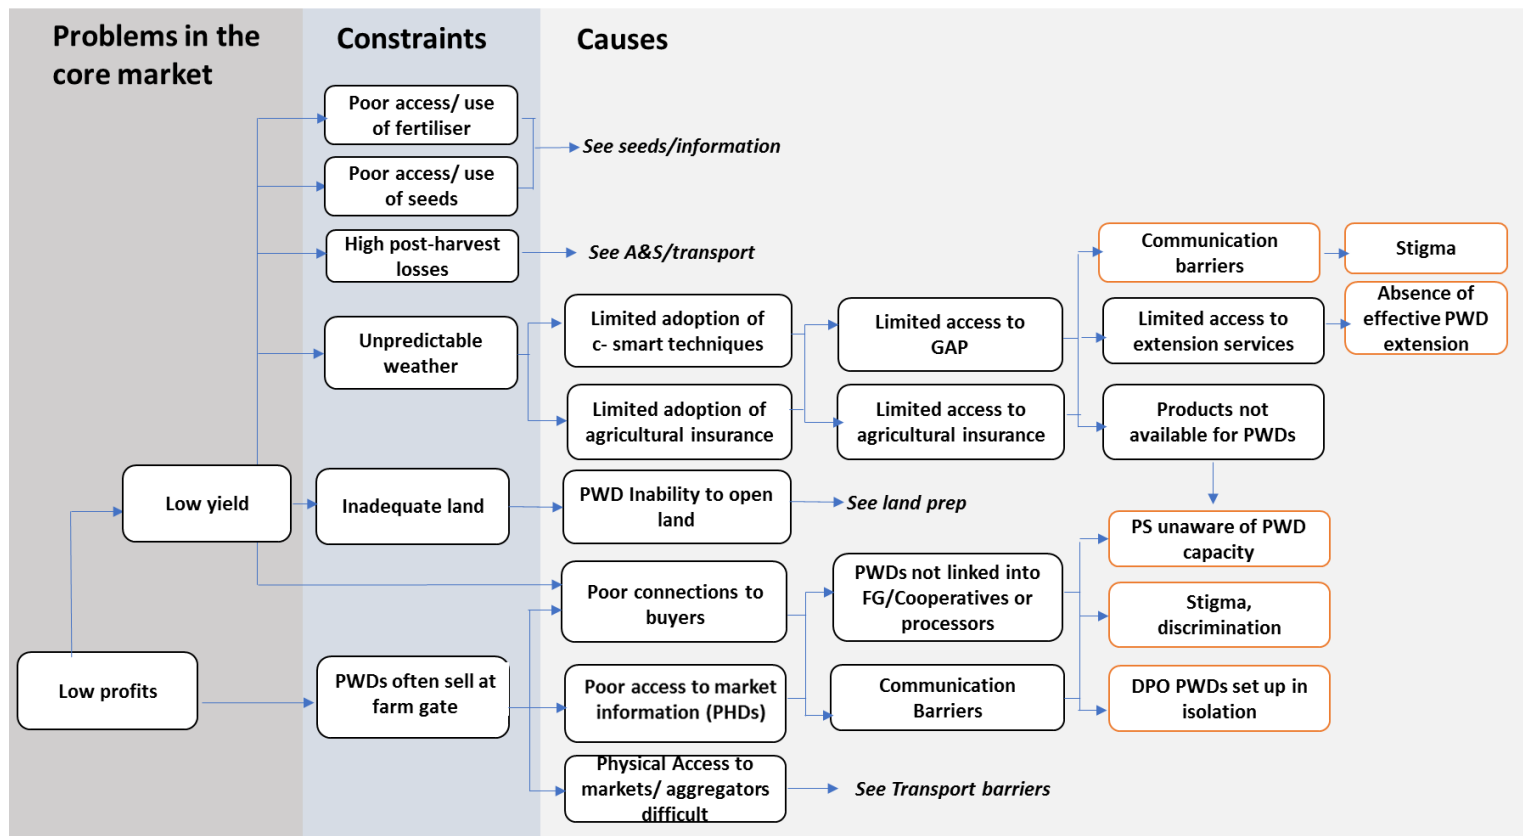 Problems in the
core market
Constraints
Causes
Poor access/ use
of fertiliser
See seeds/information
Poor access/ use
of seeds
High post-harvest
losses
See A&S/transport
Communication
barriers
Stigma
Unpredictable
weather
Limited adoption of
c- smart techniques
Limited access to
GAP
Limited access to
extension services
Absence of
effective PWD
extension
Limited adoption of
agricultural insurance
Limited access to
agricultural insurance
Products not
available for PWDs
Low yield
Inadequate land
PWD Inability to open
land
See land prep
PS unaware of PWD
capacity
Poor connections to
buyers
PWDs not linked into
FG/Cooperatives or
processors
Stigma,
discrimination
Low profits
PWDs often sell at
farm gate
Poor access to market
information (PHDs)
Communication
Barriers
DPO PWDs set up in
isolation
Physical Access to
markets/ aggregators
difficult
See Transport barriers